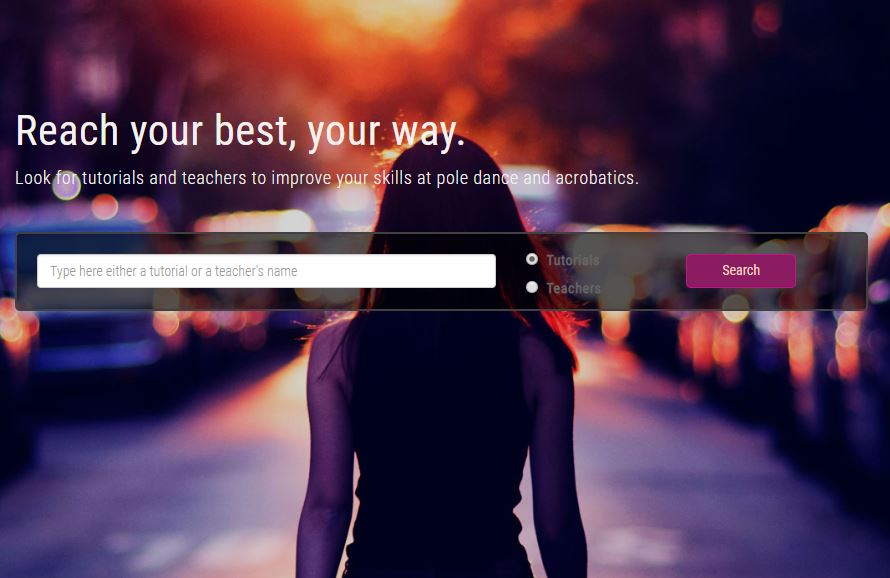 Reach your best, your way.
Look for tutorials and teachers to improve your skills at pole dance and acrobatics.
Type here either a tutorial or a teacher's name
Tutorials
Teachers
Search